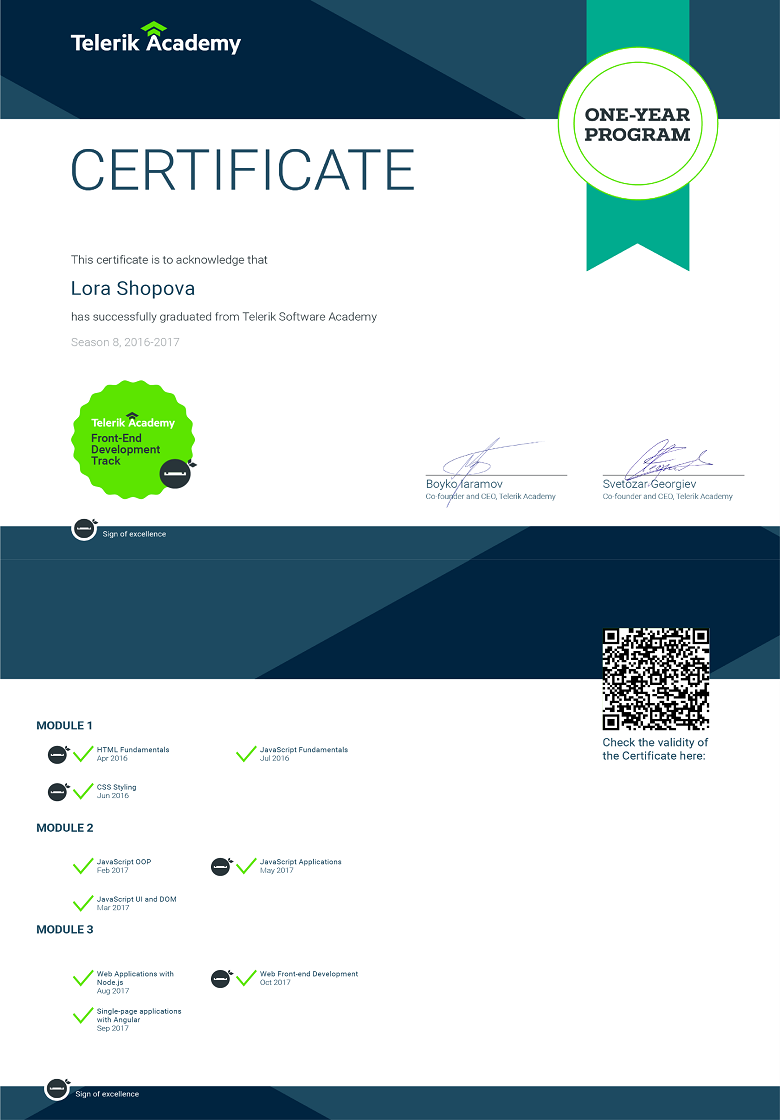 Telerik Academy
ONE-YEAR
PROGRAM
CERTIFICATE
This certificate is to acknowledge that
Lora Shopova
has successfully graduated from Telerik Software Academy
Season 8, 2016-2017
Telerik Academy
Front-End
Development
Track
Boyko Iaramov
Co-founder and CEO, Telerik Academy
Svetozar Georgiev
Co-founder and CEO, Telerik Academy
Sign of excellence
Check the validity of
the Certificate here:
MODULE 1
HTML Fundamentals
Apr 2016
JavaScript Fundamentals
Jul 2016
CSS Styling
Jun 2016
MODULE 2
JavaScript OOP
Feb 2017
JavaScript Applications
May 2017
JavaScript UI and DOM
Mar 2017
MODULE 3
Web Applications with
Node.js
Aug 2017
Web Front-end Development
Oct 2017
Single-page applications
with Angular
Sep 2017
Sign of excellence